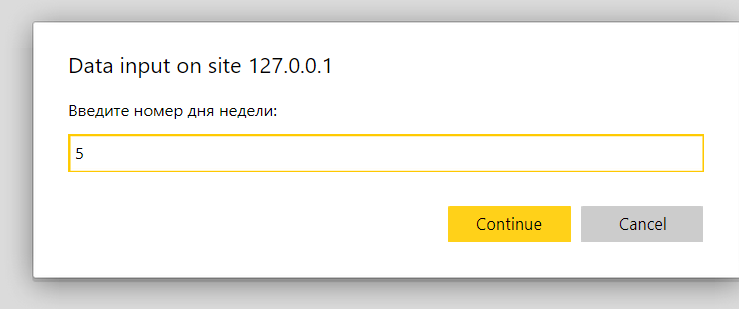 Data input on site 127.0.0.1
Введите номер дня недели:
5
Continue Cancel